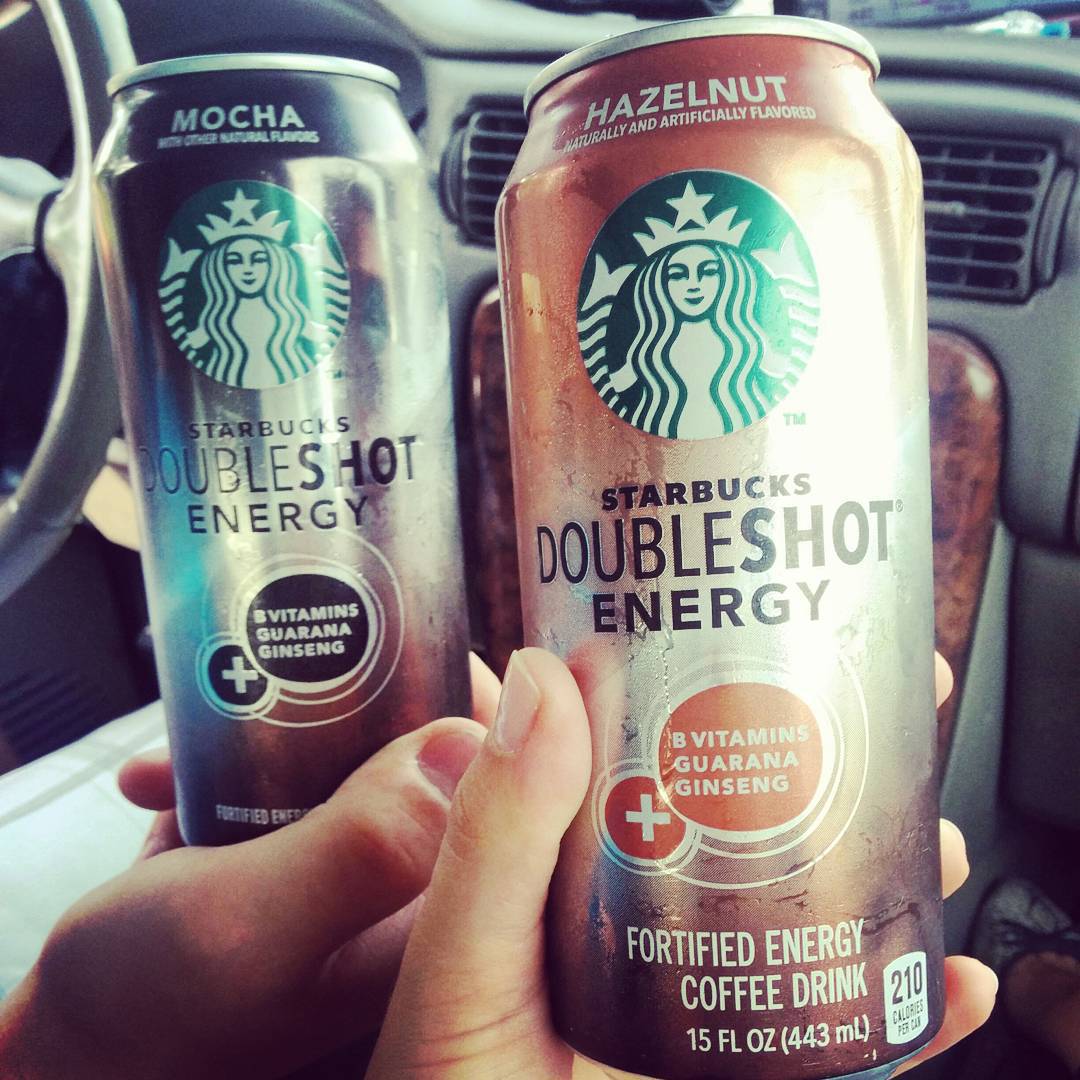 MOCHA
WITH OTHER NATURAL FLAVORS
STARBUCKS
DOUBLESHOT
ENERGY
B VITAMINS
GUARANA
GINSENG
+
FORTIFIED
HAZELNUT
NATURALLY AND ARTIFICIALLY FLAVORED
TM
STARBUCKS
DOUBLESHOT®
ENERGY
B VITAMINS
GUARANA
GINSENG
+
FORTIFIED ENERGY
COFFEE DRINK
15 FL OZ (443 mL)
210
CALORIES
PER CAN